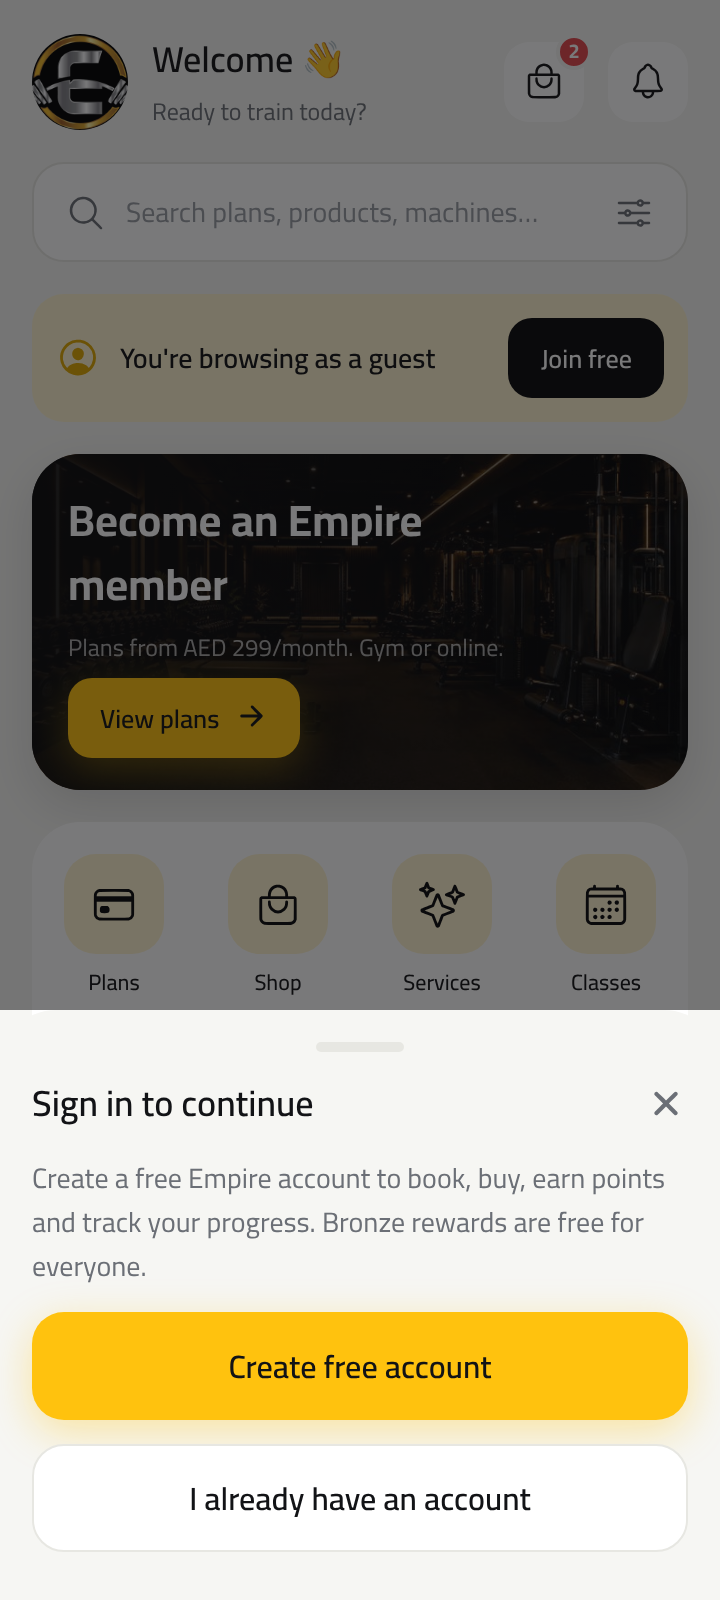 Welcome 👋
2
Ready to train today?
Search plans, products, machines...
You're browsing as a guest
Join free
Become an Empire
member
Plans from AED 299/month. Gym or online.
View plans
Plans
Shop
Services
Classes
Sign in to continue
Create a free Empire account to book, buy, earn points
and track your progress. Bronze rewards are free for
everyone.
Create free account
I already have an account